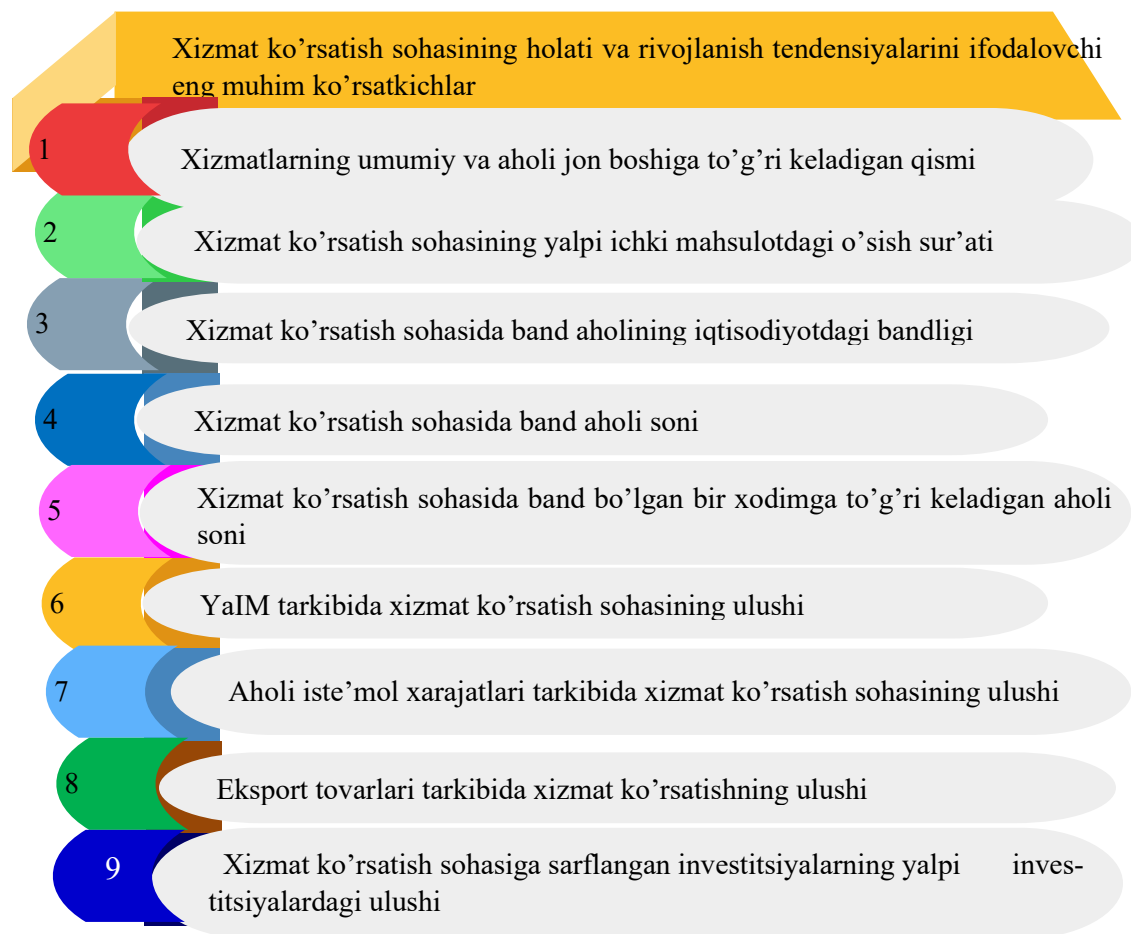 Xizmat ko’rsatish sohasining holati va rivojlanish tendensiyalarini ifodalovchi
eng muhim ko’rsatkichlar
1
Xizmatlarning umumiy va aholi jon boshiga to’g’ri keladigan qismi
2
Xizmat ko’rsatish sohasining yalpi ichki mahsulotdagi o’sish sur’ati
3
Xizmat ko’rsatish sohasida band aholining iqtisodiyotdagi bandligi
4
Xizmat ko’rsatish sohasida band aholi soni
5
Xizmat ko’rsatish sohasida band bo’lgan bir xodimga to’g’ri keladigan aholi
soni
6
YaIM tarkibida xizmat ko’rsatish sohasining ulushi
7
Aholi iste’mol xarajatlari tarkibida xizmat ko’rsatish sohasining ulushi
8
Eksport tovarlari tarkibida xizmat ko’rsatishning ulushi
9
Xizmat ko’rsatish sohasiga sarflangan investitsiyalarning yalpi inves-
titsiyalardagi ulushi